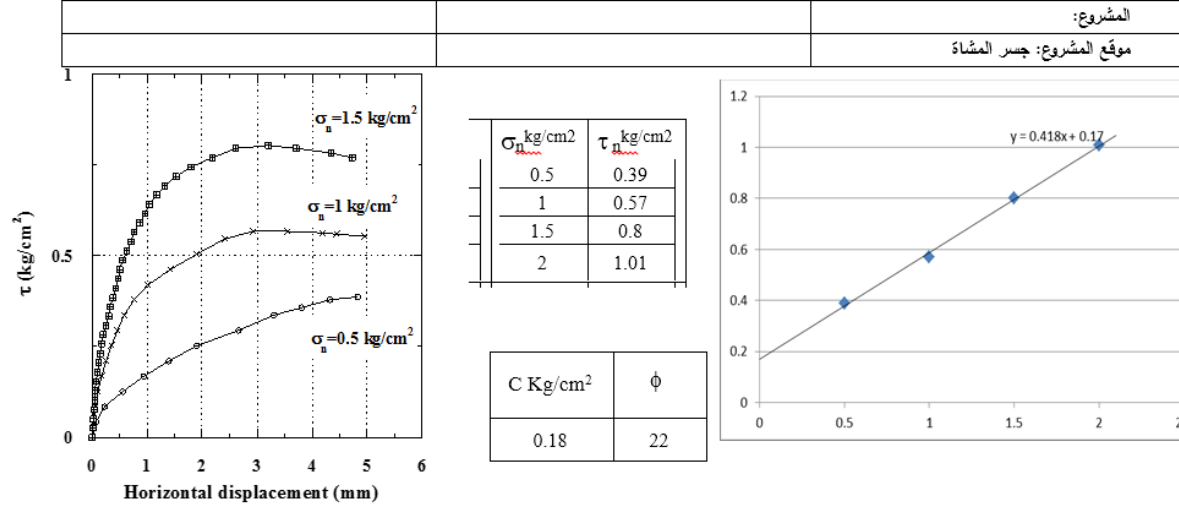 المشروع:
موقع المشروع: جسر المشاة
1
0.5
0
τ (kg/cm²)
σn=1.5 kg/cm²
σn=1 kg/cm²
σn=0.5 kg/cm²
0 1 2 3 4 5 6
Horizontal displacement (mm)
σn kg/cm2 τ n kg/cm2
0.5 0.39
1 0.57
1.5 0.8
2 1.01
C Kg/cm² ϕ
0.18 22
1.2
1
0.8
0.6
0.4
0.2
0
y = 0.418x + 0.17
0 0.5 1 1.5 2